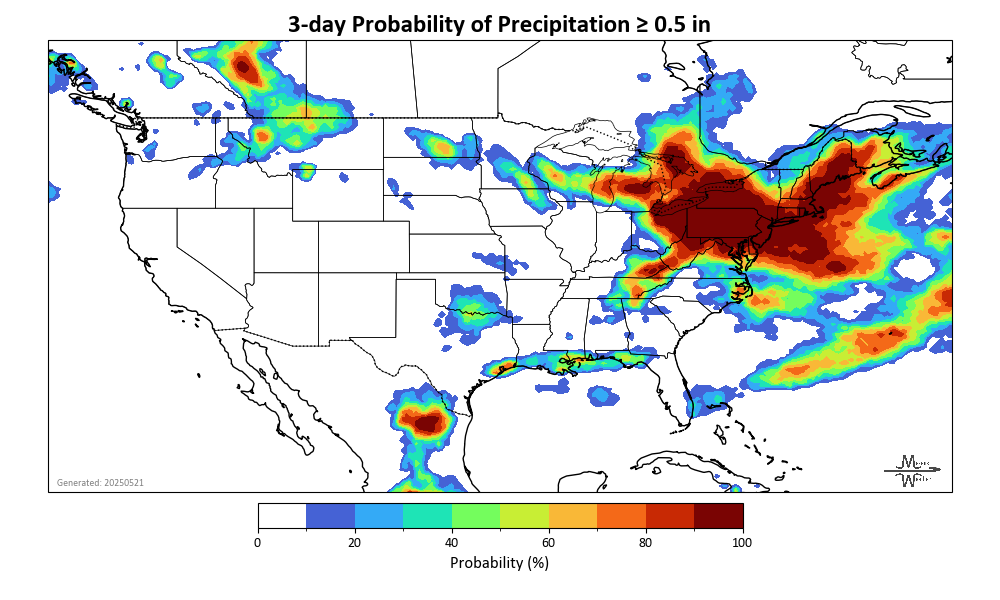 3-day Probability of Precipitation ≥ 0.5 in
Generated: 20250521
0 20 40 60 80 100
Probability (%)